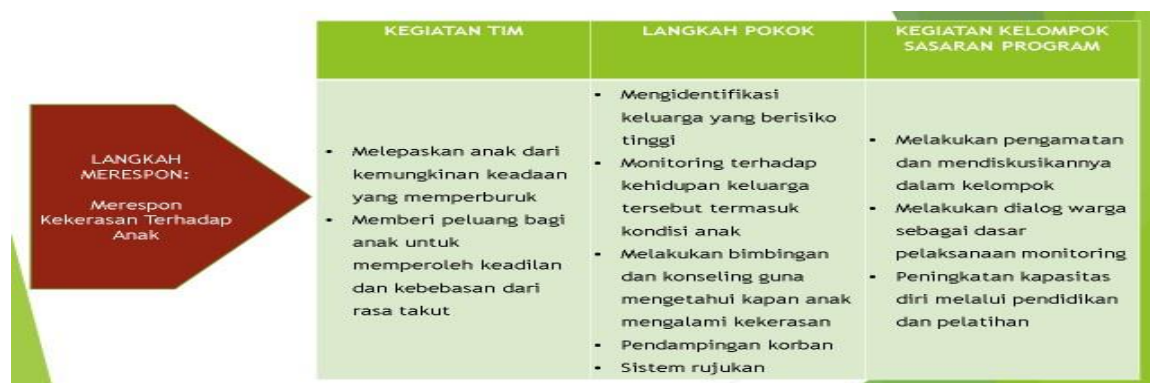 KEGIATAN TIM
LANGKAH POKOK
KEGIATAN KELOMPOK
SASARAN PROGRAM
LANGKAH
MERESPON:
Merespon
Kekerasan Terhadap
Anak
• Melepaskan anak dari
kemungkinan keadaan
yang memperburuk
• Memberi peluang bagi
anak untuk
memperoleh keadilan
dan kebebasan dari
rasa takut
• Mengidentifikasi
keluarga yang berisiko
tinggi
• Monitoring terhadap
kehidupan keluarga
tersebut termasuk
kondisi anak
• Melakukan bimbingan
dan konseling guna
mengetahui kapan anak
mengalami kekerasan
• Pendampingan korban
• Sistem rujukan
• Melakukan pengamatan
dan mendiskusikannya
dalam kelompok
• Melakukan dialog warga
sebagai dasar
pelaksanaan monitoring
• Peningkatan kapasitas
diri melalui pendidikan
dan pelatihan